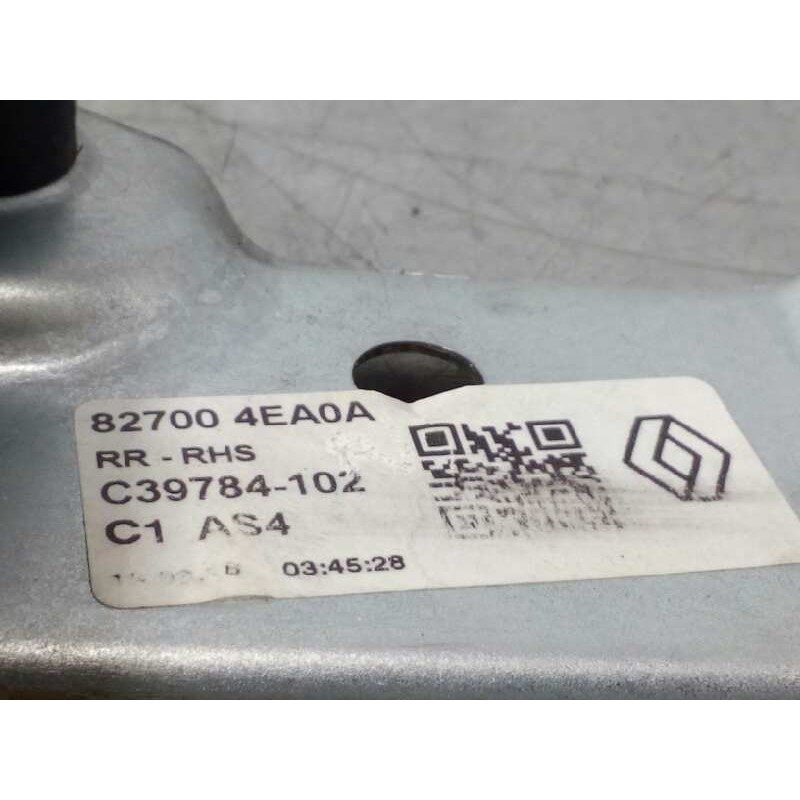 82700 4EA0A
RR - RHS
C39784-102
C1 AS4
03:45:28